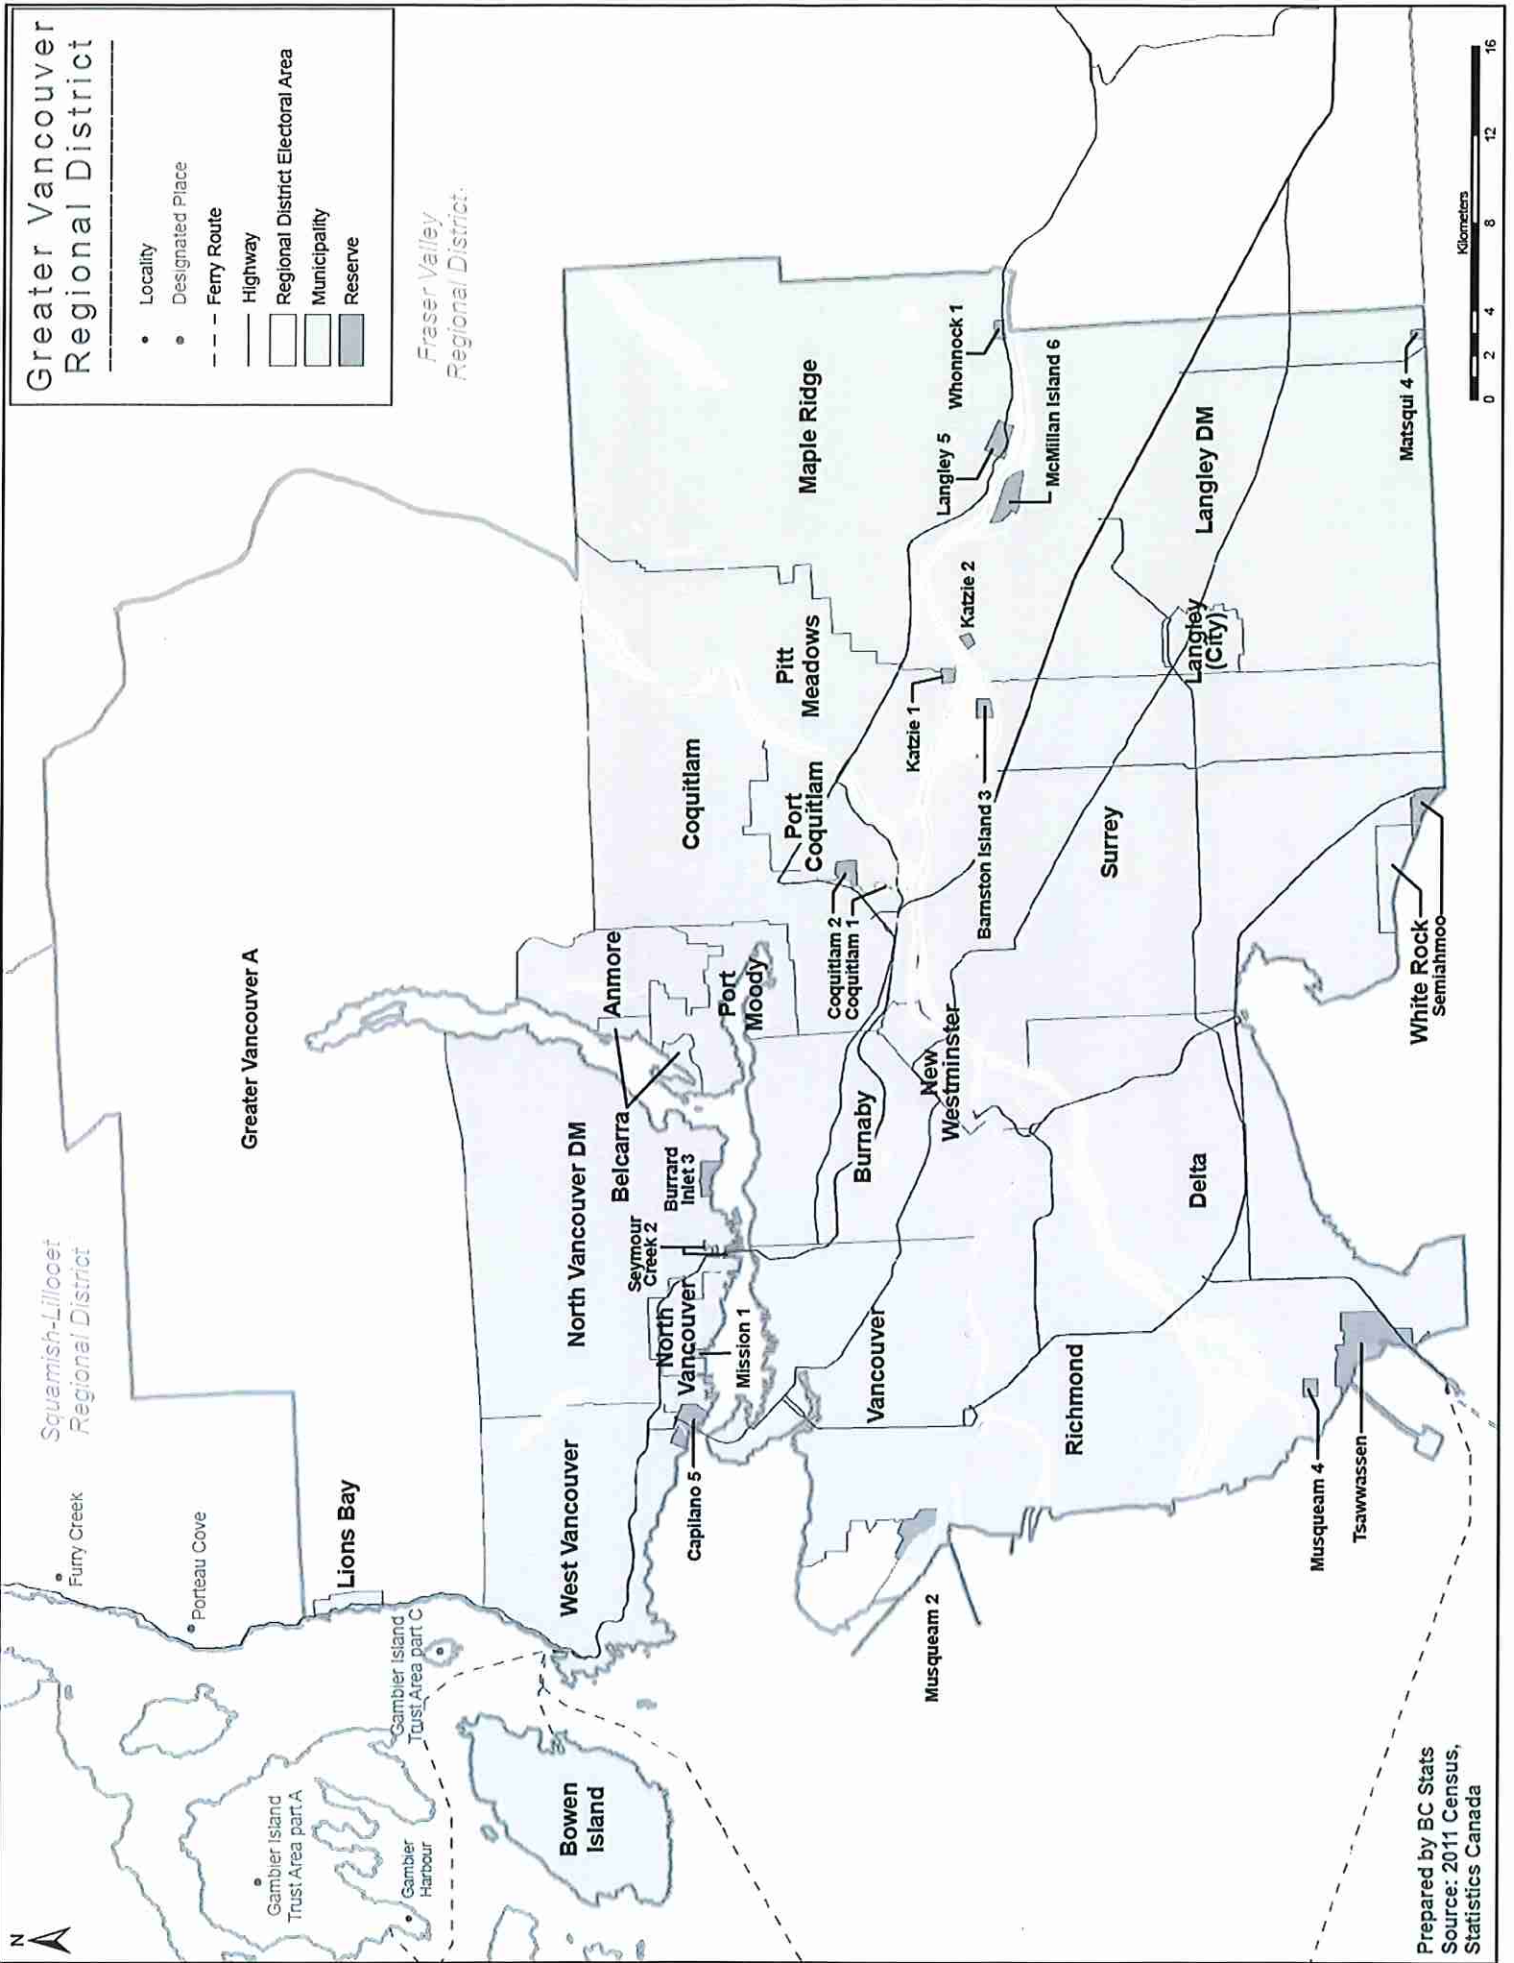 Greater Vancouver
Regional District
Locality
Designated Place
Ferry Route
Highway
Regional District Electoral Area
Municipality
Reserve
N
Squamish-Lillooet
Regional District
Fraser Valley
Regional District
Furry Creek
Porteau Cove
Lions Bay
Greater Vancouver A
Gambier Island
Trust Area part A
Gambier
Harbour
Gambier Island
Trust Area part C
Bowen
Island
West Vancouver
North Vancouver DM
North
Vancouver
Seymour
Creek 2
Burrard
Inlet 3
Mission 1
Capilano 5
Belcarra
Anmore
Port
Moody
Coquitlam
Port
Coquitlam
Pitt
Meadows
Maple Ridge
Coquitlam 2
Coquitlam 1
Katzie 1
Katzie 2
Langley 5
Whonnock 1
McMillan Island 6
Barnston Island 3
Vancouver
Burnaby
New
Westminster
Musqueam 2
Richmond
Delta
Surrey
Langley
(City)
Langley DM
Musqueam 4
Tsawwassen
White Rock
Semiahmoo
Matsqui 4
Prepared by BC Stats
Source: 2011 Census,
Statistics Canada
Kilometers
0 2 4 8 12 16